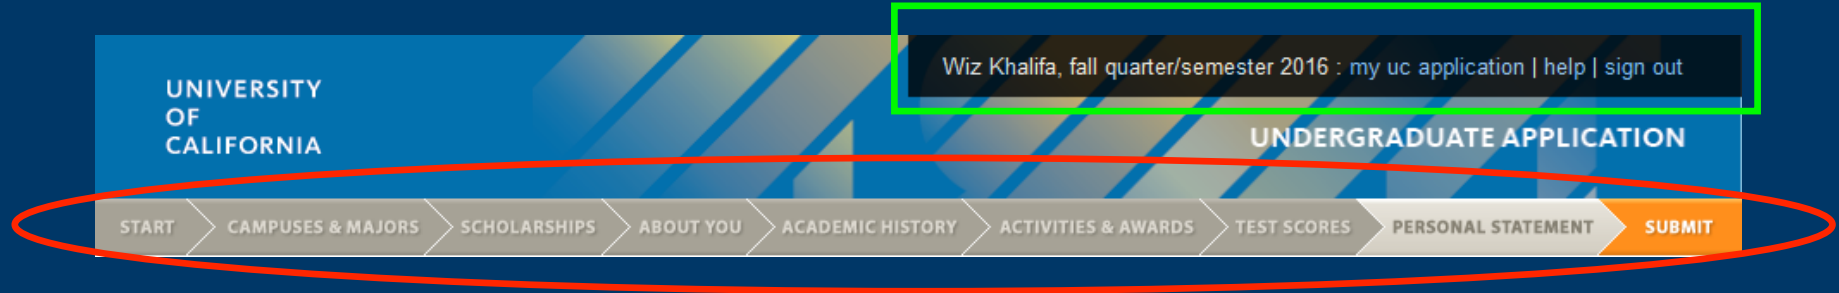 Wiz Khalifa, fall quarter/semester 2016 : my uc application | help | sign out
UNIVERSITY
OF
CALIFORNIA
UNDERGRADUATE APPLICATION
START CAMPUSES & MAJORS SCHOLARSHIPS ABOUT YOU ACADEMIC HISTORY ACTIVITIES & AWARDS TEST SCORES PERSONAL STATEMENT SUBMIT